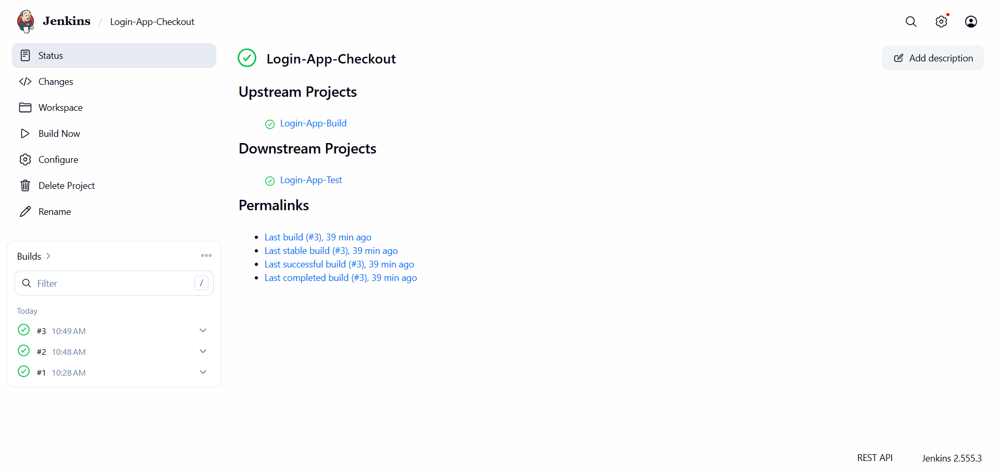 Jenkins / Login-App-Checkout
Status
Changes
Workspace
Build Now
Configure
Delete Project
Rename
Builds
Filter /
Today
#3 10:49 AM
#2 10:48 AM
#1 10:28 AM
Login-App-Checkout
Add description
Upstream Projects
Login-App-Build
Downstream Projects
Login-App-Test
Permalinks
Last build (#3), 39 min ago
Last stable build (#3), 39 min ago
Last successful build (#3), 39 min ago
Last completed build (#3), 39 min ago
REST API
Jenkins 2.555.3